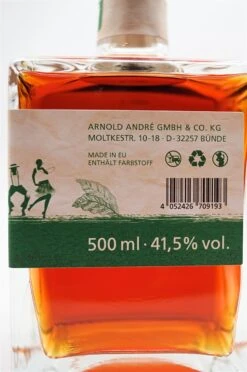 ARNOLD ANDRÉ GMBH & CO. KG
MOLTKESTR. 10-18 · D-32257 BÜNDE
MADE IN EU
ENTHÄLT FARBSTOFF
4 052426 709193
500 ml · 41,5% vol.